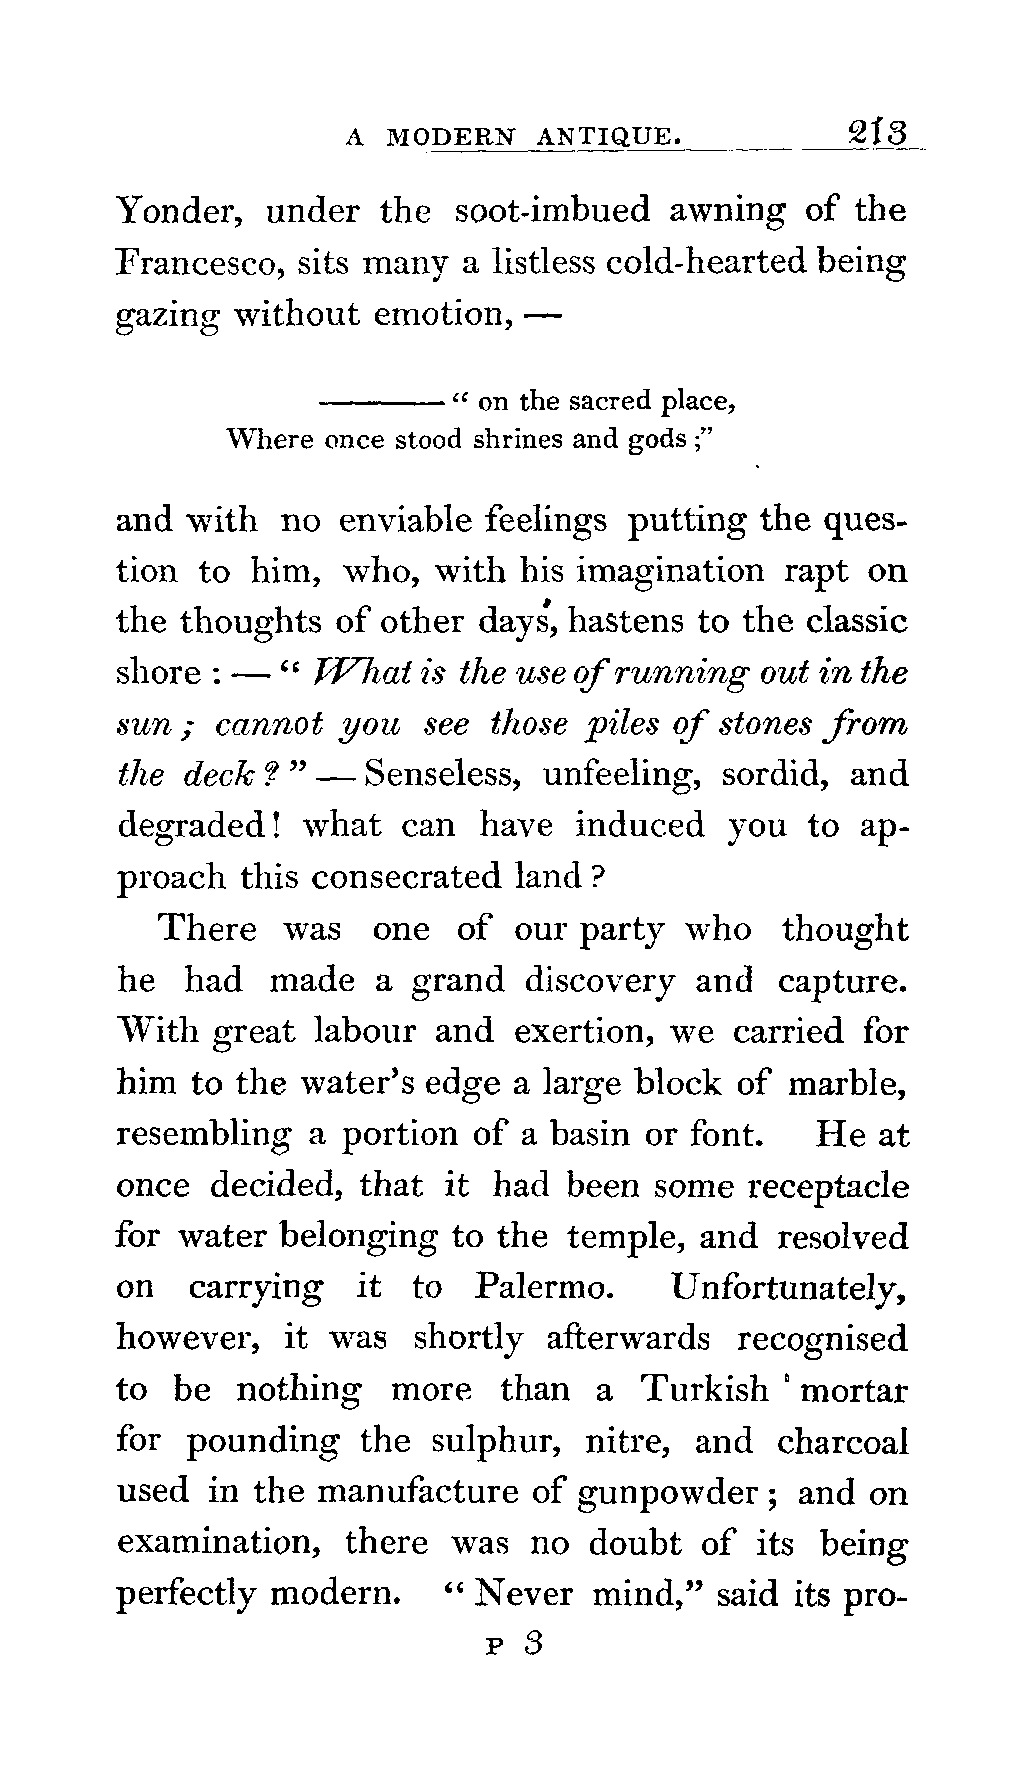 A MODERN ANTIQUE. 213
Yonder, under the soot-imbued awning of the
Francesco, sits many a listless cold-hearted being
gazing without emotion, —
——— “ on the sacred place,
Where once stood shrines and gods ;”
and with no enviable feelings putting the ques-
tion to him, who, with his imagination rapt on
the thoughts of other days, hastens to the classic
shore : — “ What is the use of running out in the
sun ; cannot you see those piles of stones from
the deck ? ” — Senseless, unfeeling, sordid, and
degraded! what can have induced you to ap-
proach this consecrated land ?
There was one of our party who thought
he had made a grand discovery and capture.
With great labour and exertion, we carried for
him to the water’s edge a large block of marble,
resembling a portion of a basin or font. He at
once decided, that it had been some receptacle
for water belonging to the temple, and resolved
on carrying it to Palermo. Unfortunately,
however, it was shortly afterwards recognised
to be nothing more than a Turkish mortar
for pounding the sulphur, nitre, and charcoal
used in the manufacture of gunpowder ; and on
examination, there was no doubt of its being
perfectly modern. “ Never mind,” said its pro-
P 3